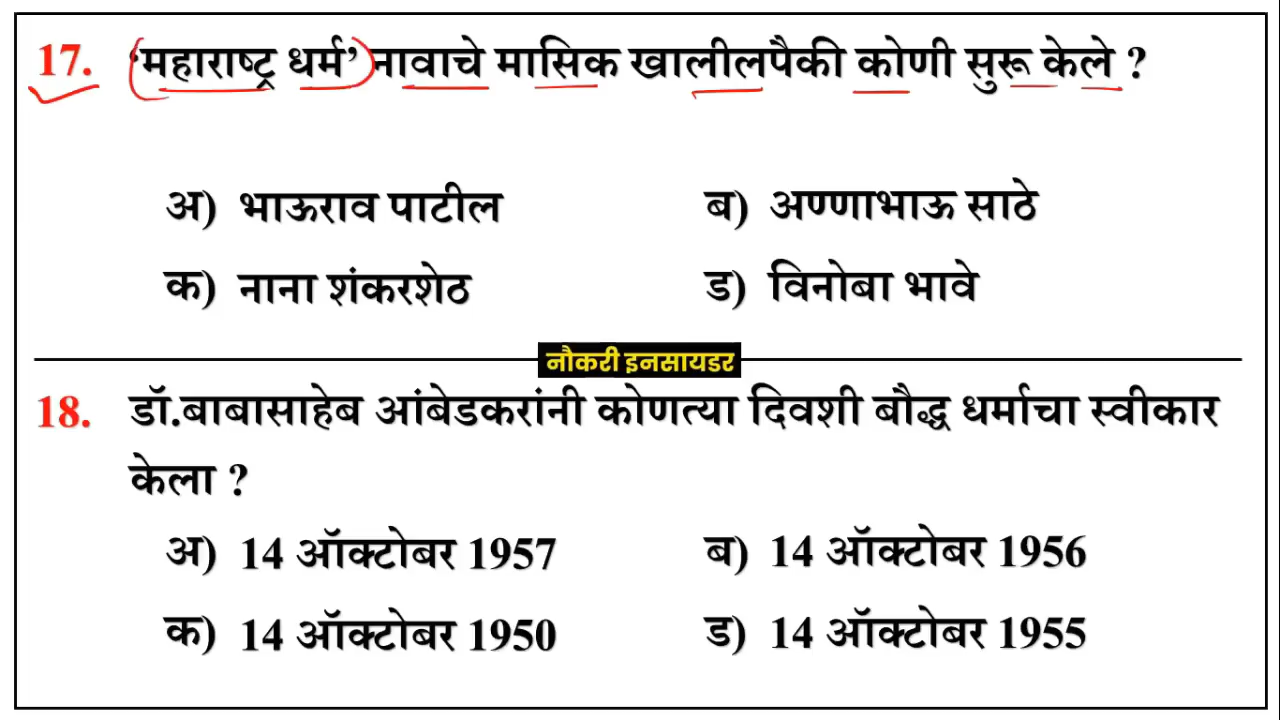 17. ‘महाराष्ट्र धर्म’ नावाचे मासिक खालीलपैकी कोणी सुरू केले ?
अ) भाऊराव पाटील ब) अण्णाभाऊ साठे
क) नाना शंकरशेठ ड) विनोबा भावे
नौकरी इनसायडर
18. डॉ.बाबासाहेब आंबेडकरांनी कोणत्या दिवशी बौद्ध धर्माचा स्वीकार
केला ?
अ) 14 ऑक्टोबर 1957 ब) 14 ऑक्टोबर 1956
क) 14 ऑक्टोबर 1950 ड) 14 ऑक्टोबर 1955